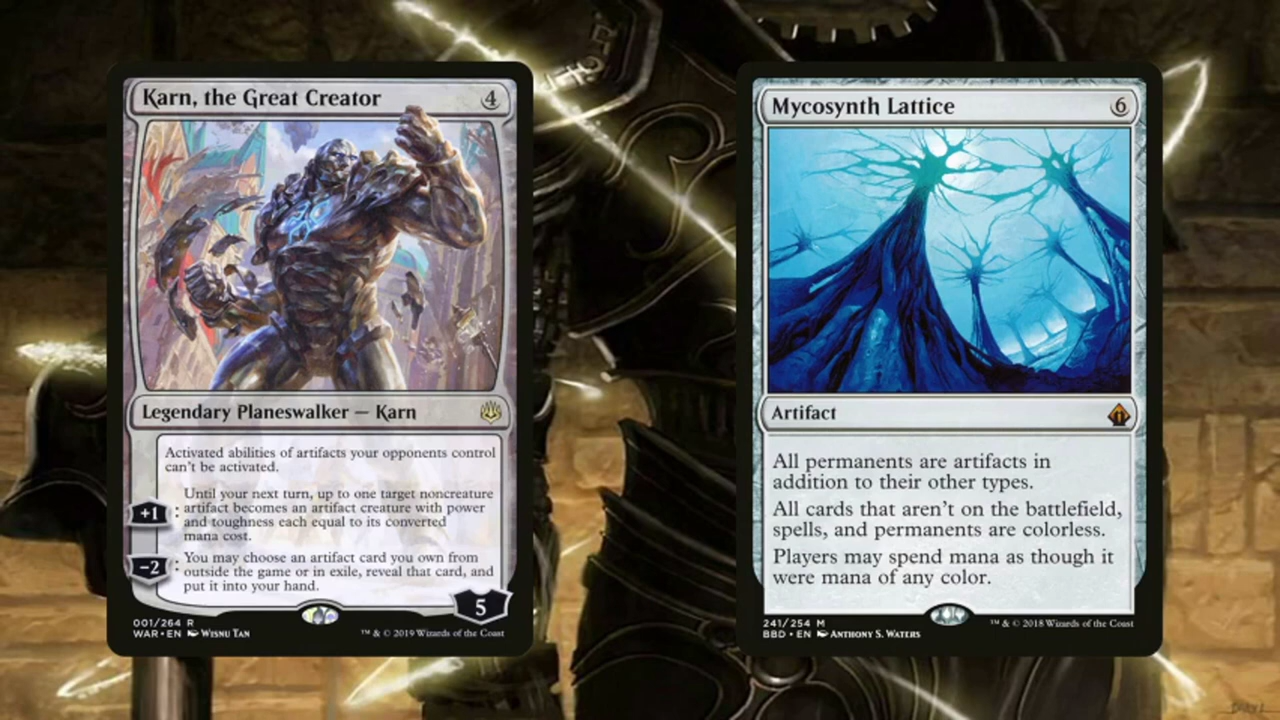 Karn, the Great Creator 4
Legendary Planeswalker — Karn
Activated abilities of artifacts your opponents control
can't be activated.
+1 : Until your next turn, up to one target noncreature
artifact becomes an artifact creature with power
and toughness each equal to its converted
mana cost.
−2 : You may choose an artifact card you own from
outside the game or in exile, reveal that card, and
put it into your hand.
5
001/264 R
WAR • EN Wisnu Tan
™ & © 2019 Wizards of the Coast
Mycosynth Lattice 6
Artifact
All permanents are artifacts in
addition to their other types.
All cards that aren't on the battlefield,
spells, and permanents are colorless.
Players may spend mana as though it
were mana of any color.
241/254 M
BBD • EN Anthony S. Waters
™ & © 2018 Wizards of the Coast